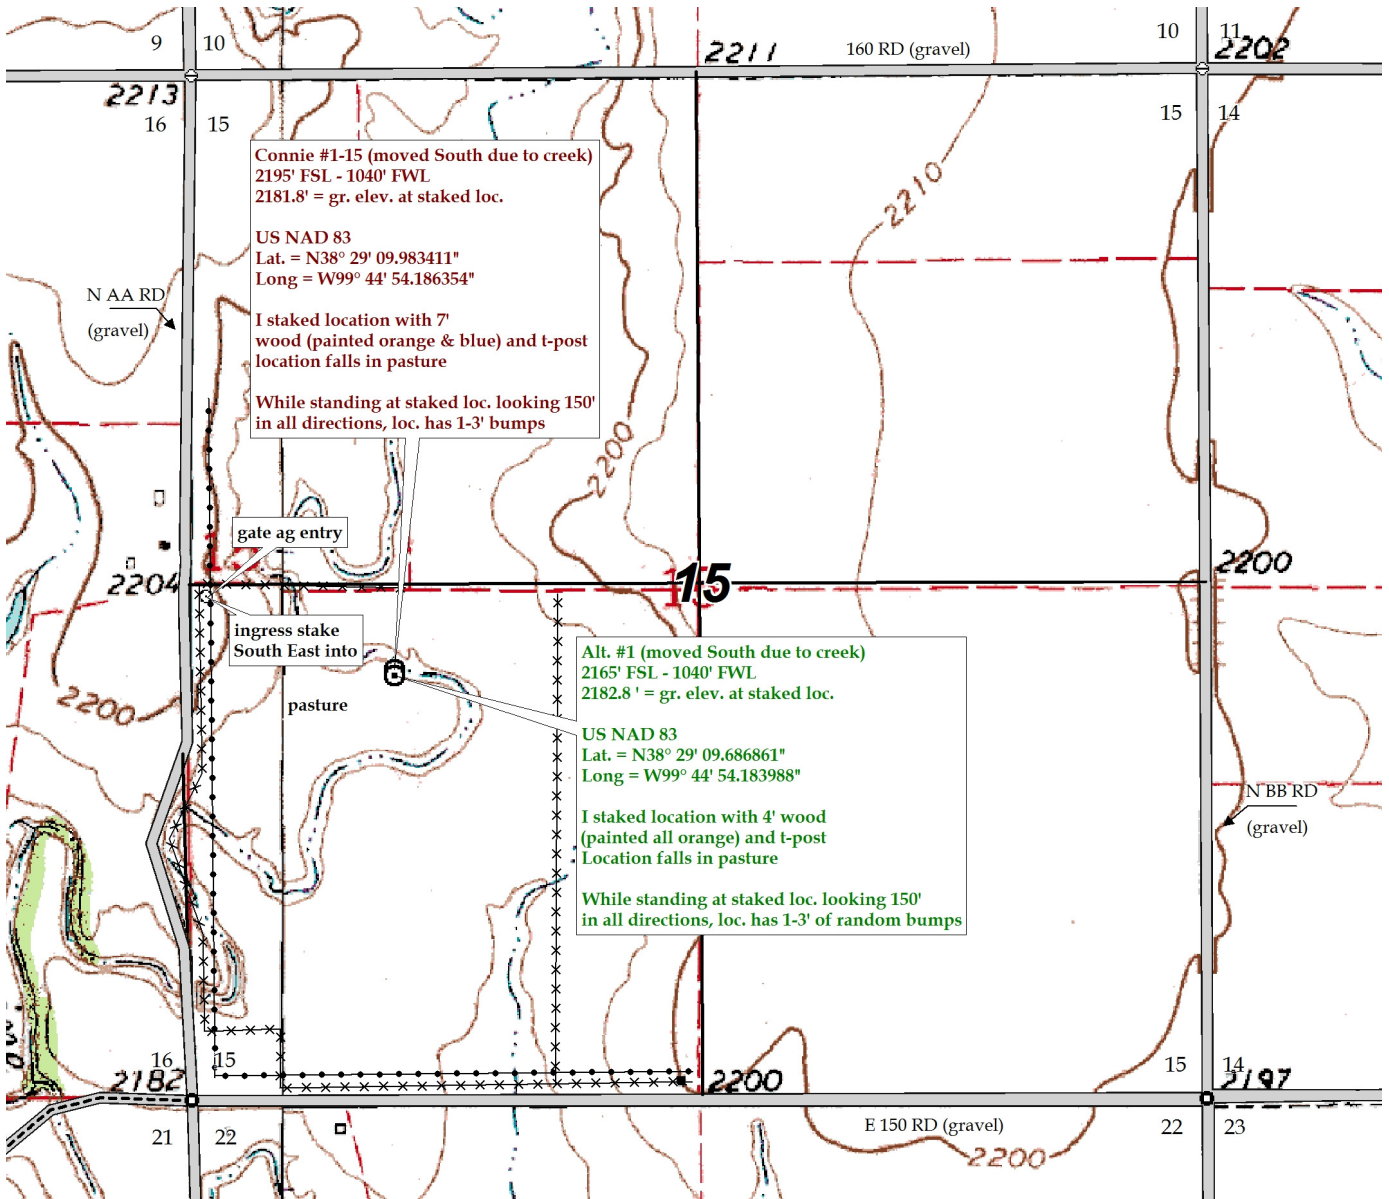 9
10
2211
160 RD (gravel)
10
11
2202
2213
16
15
15
14
Connie #1-15 (moved South due to creek)
2195' FSL - 1040' FWL
2181.8' = gr. elev. at staked loc.
US NAD 83
Lat. = N38° 29' 09.983411"
Long = W99° 44' 54.186354"
I staked location with 7'
wood (painted orange & blue) and t-post
location falls in pasture
While standing at staked loc. looking 150'
in all directions, loc. has 1-3' bumps
2210
N AA RD
(gravel)
2200
gate ag entry
2204
15
2200
ingress stake
South East into
pasture
2200
Alt. #1 (moved South due to creek)
2165' FSL - 1040' FWL
2182.8 ' = gr. elev. at staked loc.
US NAD 83
Lat. = N38° 29' 09.686861"
Long = W99° 44' 54.183988"
I staked location with 4' wood
(painted all orange) and t-post
Location falls in pasture
While standing at staked loc. looking 150'
in all directions, loc. has 1-3' of random bumps
N BB RD
(gravel)
16
15
15
14
2182
2200
2197
21
22
E 150 RD (gravel)
22
23
2200